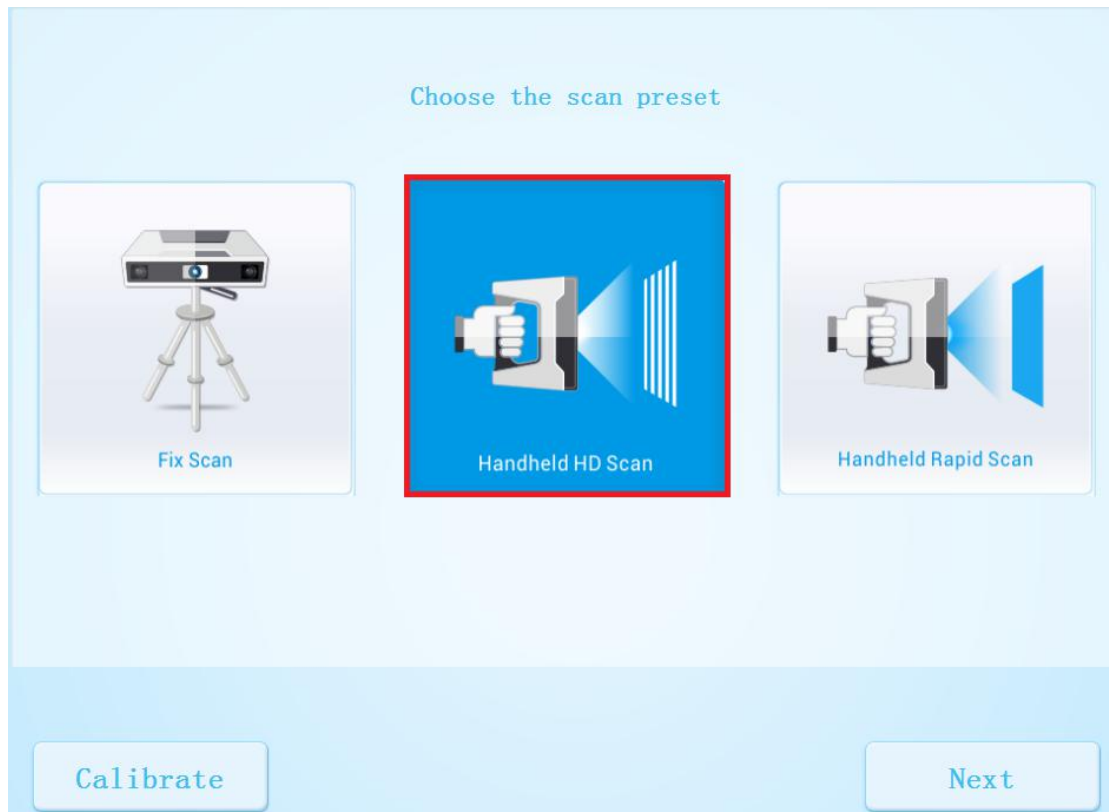 Choose the scan preset
Fix Scan
Handheld HD Scan
Handheld Rapid Scan
Calibrate
Next